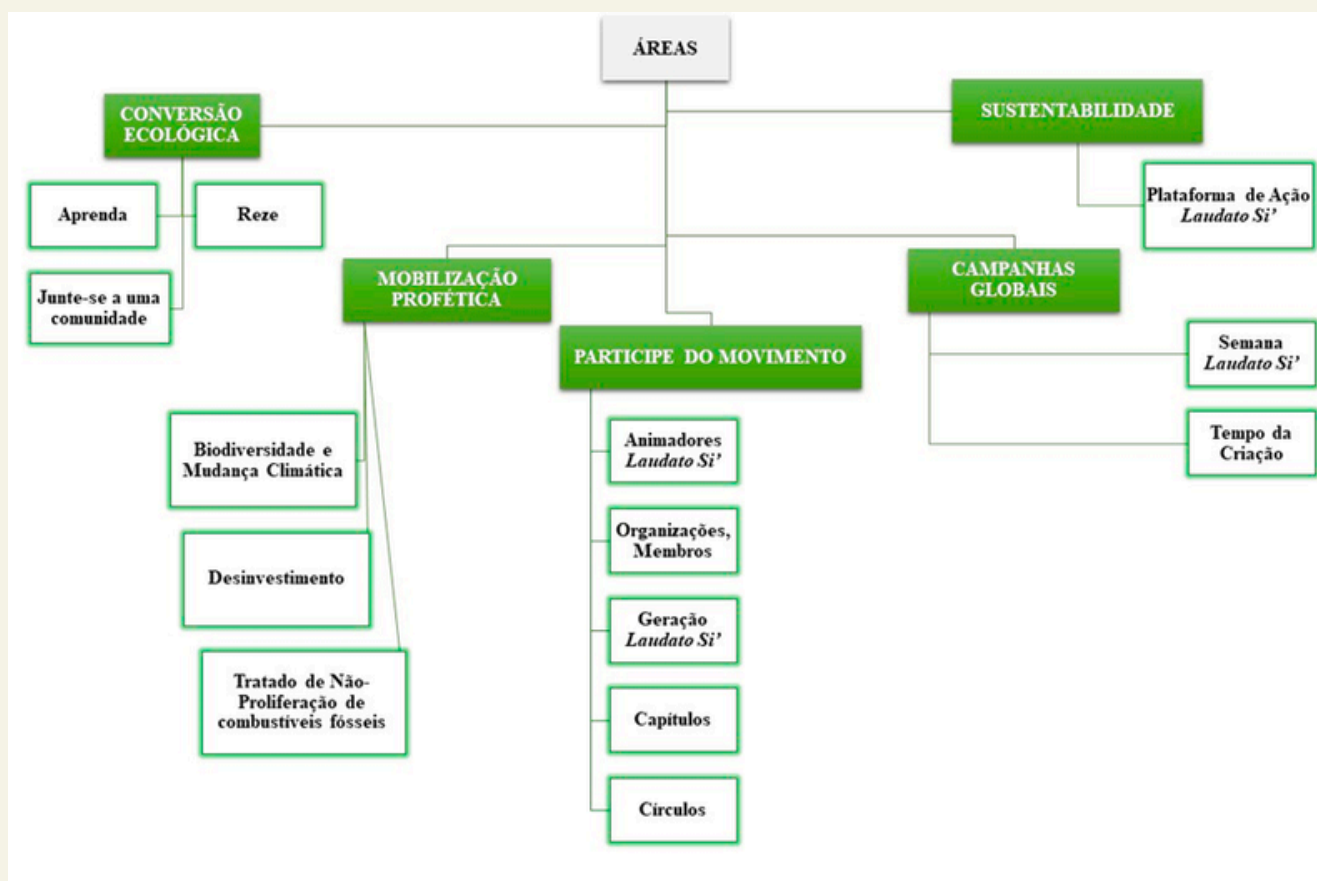 ÁREAS
CONVERSÃO
ECOLÓGICA
Aprenda
Reze
Junte-se a uma
comunidade
MOBILIZAÇÃO
PROFÉTICA
Biodiversidade e
Mudança Climática
Desinvestimento
Tratado de Não-
Proliferação de
combustíveis fósseis
PARTICIPE DO MOVIMENTO
Animadores
Laudato Si’
Organizações,
Membros
Geração
Laudato Si’
Capítulos
Círculos
CAMPANHAS
GLOBAIS
Semana
Laudato Si’
Tempo da
Criação
SUSTENTABILIDADE
Plataforma de Ação
Laudato Si’